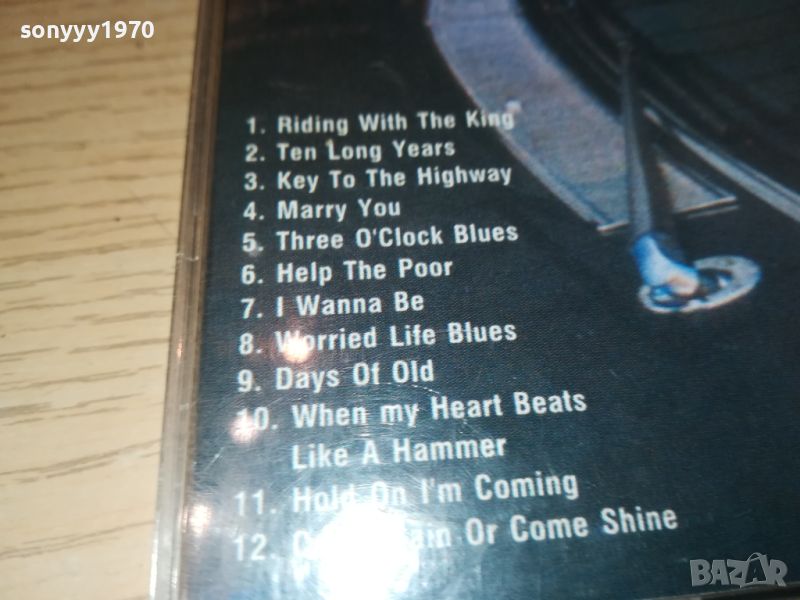 sonyyy1970
1. Riding With The King
2. Ten Long Years
3. Key To The Highway
4. Marry You
5. Three O'Clock Blues
6. Help The Poor
7. I Wanna Be
8. Worried Life Blues
9. Days Of Old
10. When my Heart Beats
Like A Hammer
11. Hold On I'm Coming
12. Or Come Shine
BAZAR